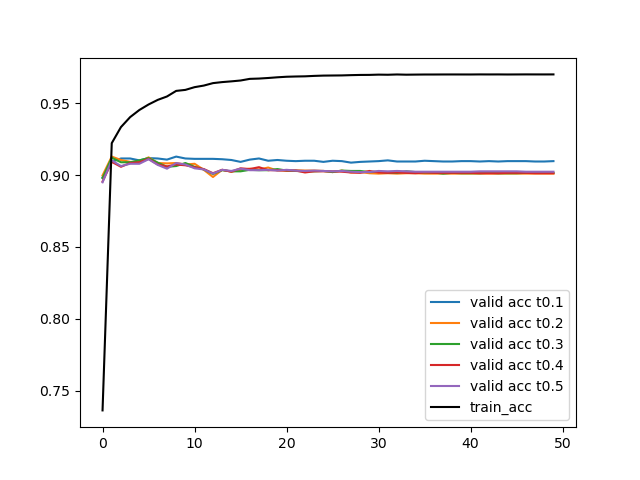 0.95
0.90
0.85
0.80
0.75
valid acc t0.1
valid acc t0.2
valid acc t0.3
valid acc t0.4
valid acc t0.5
train_acc
0 10 20 30 40 50